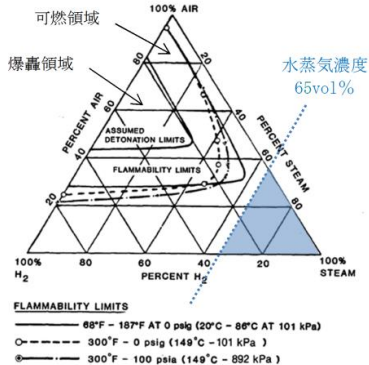 可燃領域
100% AIR
爆轟領域
水蒸気濃度
65vol%
80
20
PERCENT AIR
60
40
ASSUMED
DETONATION LIMITS
PERCENT STEAM
40
60
FLAMMABILITY LIMITS
20
80
100%
H2
80
60
40
20
100%
STEAM
PERCENT H2
FLAMMABILITY LIMITS
68°F - 187°F AT 0 psig (20°C - 86°C AT 101 kPa)
300°F - 0 psig (149°C -101 kPa)
300°F - 100 psia (149°C -892 kPa)